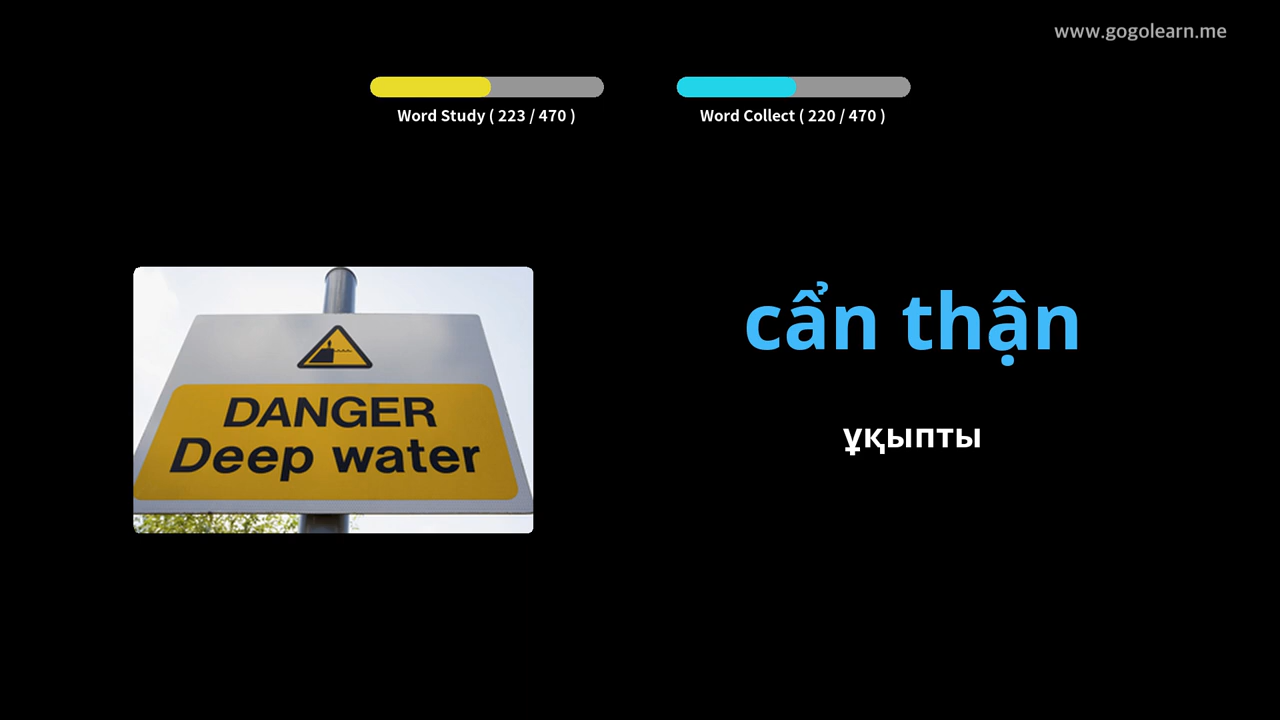 www.gogolearn.me
Word Study ( 223 / 470 )
Word Collect ( 220 / 470 )
DANGER
Deep water
cẩn thận
ұқыпты